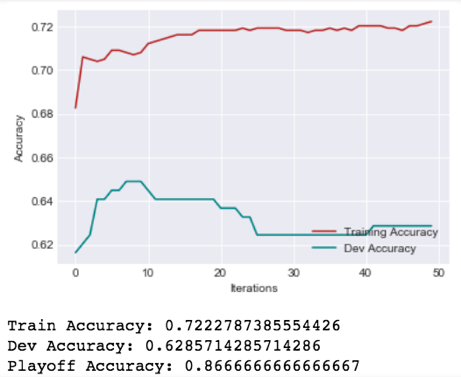 0.72
0.70
0.68
0.66
0.64
0.62
Accuracy
0 10 20 30 40 50
Iterations
Training Accuracy
Dev Accuracy
Train Accuracy: 0.7222787385554426
Dev Accuracy: 0.6285714285714286
Playoff Accuracy: 0.8666666666666667